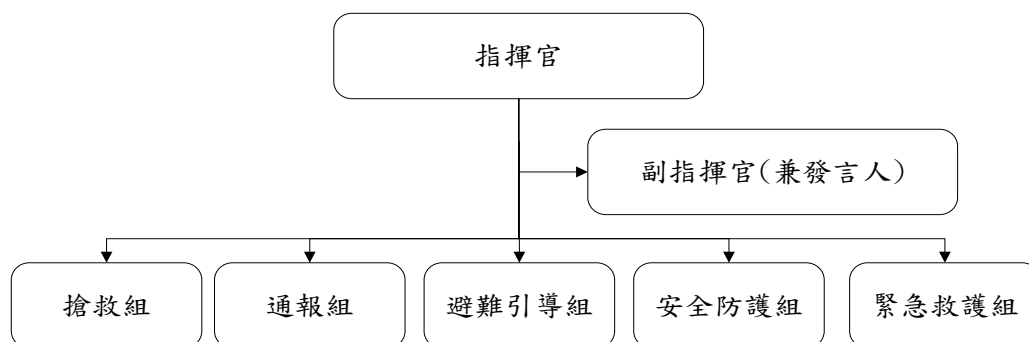 指揮官
副指揮官(兼發言人)
搶救組
通報組
避難引導組
安全防護組
緊急救護組